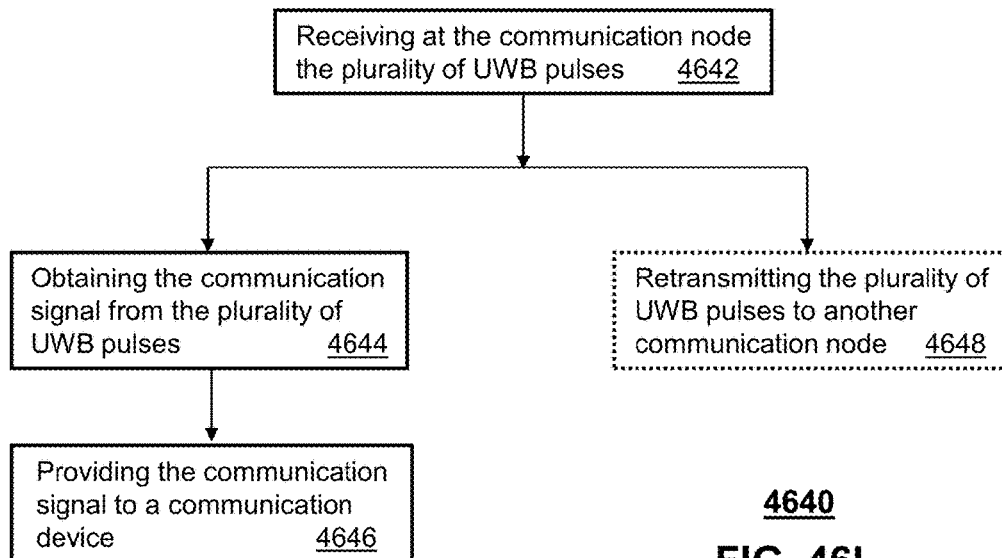 Receiving at the communication node
the plurality of UWB pulses 4642
Obtaining the communication
signal from the plurality of
UWB pulses 4644
Retransmitting the plurality of
UWB pulses to another
communication node 4648
Providing the communication
signal to a communication
device 4646
4640